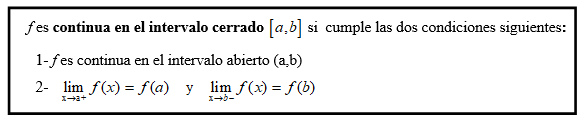 f es continua en el intervalo cerrado [a,b] si cumple las dos condiciones siguientes:
1-f es continua en el intervalo abierto (a,b)
2- lim x→a+ f(x) = f(a) y lim x→b− f(x) = f(b)